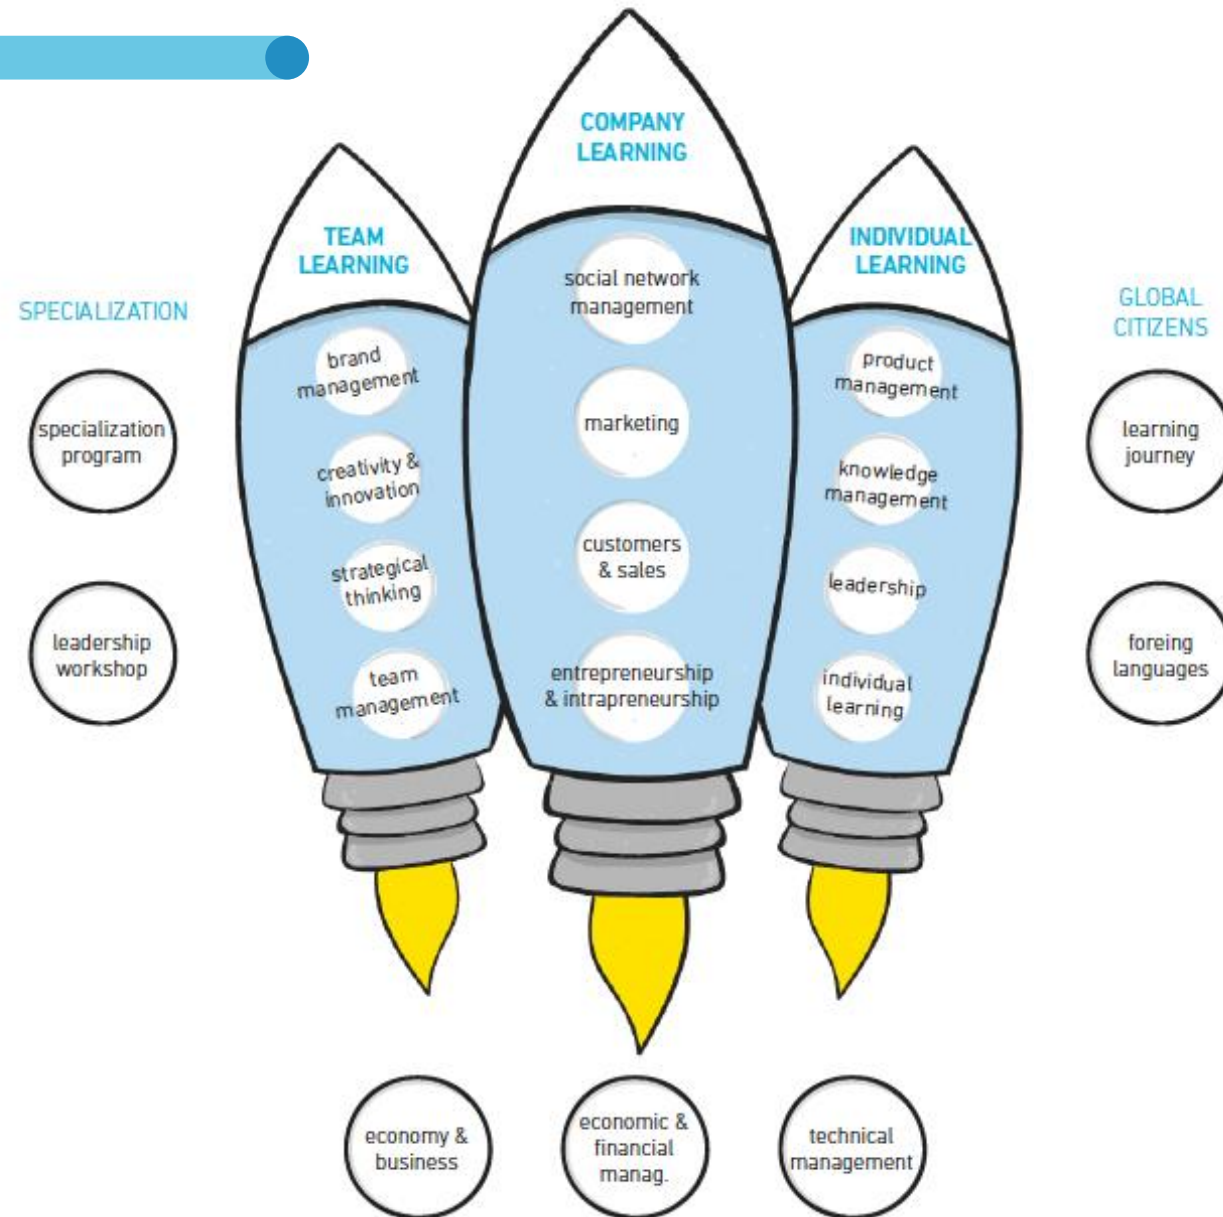 COMPANY
LEARNING
TEAM
LEARNING
INDIVIDUAL
LEARNING
SPECIALIZATION
GLOBAL
CITIZENS
specialization
program
leadership
workshop
brand
management
creativity &
innovation
strategical
thinking
team
management
social network
management
marketing
customers
& sales
entrepreneurship
& intrapreneurship
product
management
knowledge
management
leadership
individual
learning
learning
journey
foreing
languages
economy &
business
economic &
financial
manag.
technical
management